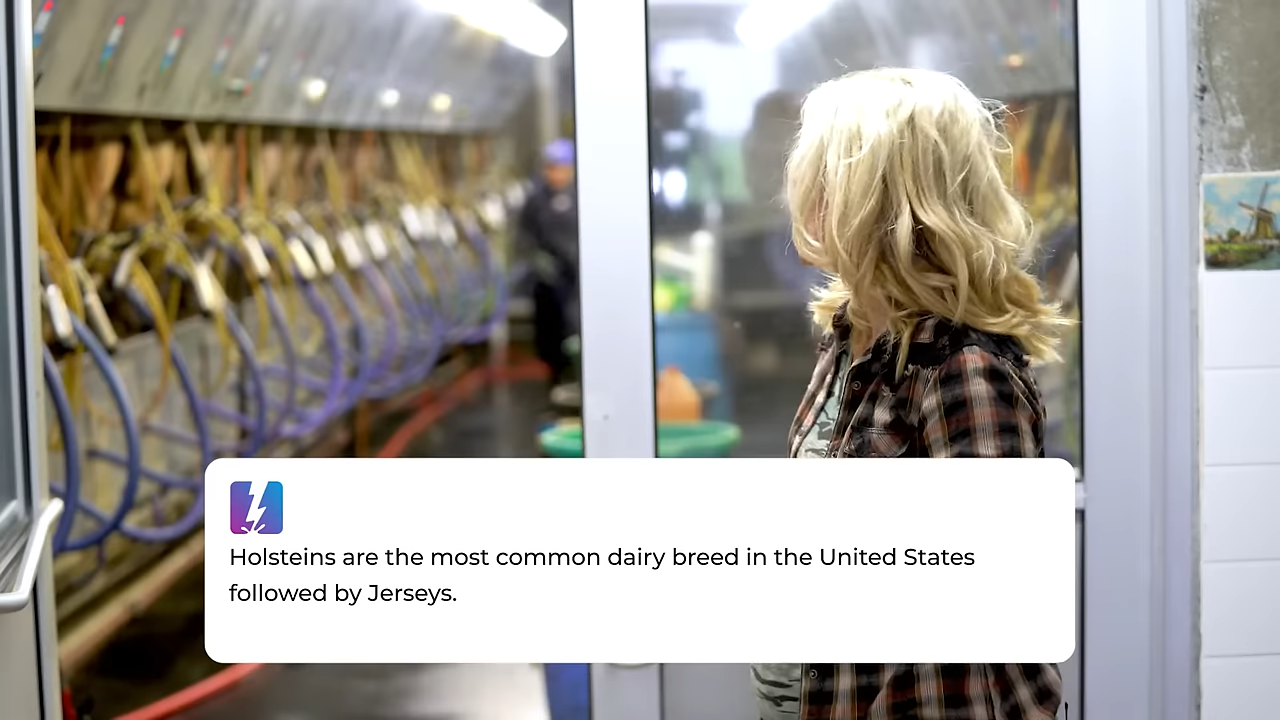 Holsteins are the most common dairy breed in the United States
followed by Jerseys.